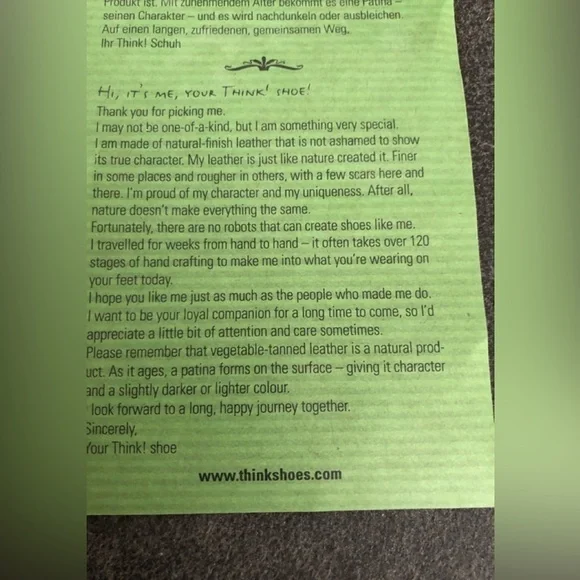 Produkt ist. Mit zunehmendem Alter bekommt es eine Patina –
seinen Charakter – und es wird nachdunkeln oder ausbleichen.
Auf einen langen, zufriedenen, gemeinsamen Weg,
Ihr Think! Schuh
HI, IT'S ME, YOUR THINK! SHOE!
Thank you for picking me.
I may not be one-of-a-kind, but I am something very special.
I am made of natural-finish leather that is not ashamed to show
its true character. My leather is just like nature created it. Finer
in some places and rougher in others, with a few scars here and
there. I'm proud of my character and my uniqueness. After all,
nature doesn't make everything the same.
Fortunately, there are no robots that can create shoes like me.
I travelled for weeks from hand to hand – it often takes over 120
stages of hand crafting to make me into what you're wearing on
your feet today.
I hope you like me just as much as the people who made me do.
I want to be your loyal companion for a long time to come, so I'd
appreciate a little bit of attention and care sometimes.
Please remember that vegetable-tanned leather is a natural prod-
uct. As it ages, a patina forms on the surface – giving it character
and a slightly darker or lighter colour.
I look forward to a long, happy journey together.
Sincerely,
Your Think! shoe
www.thinkshoes.com